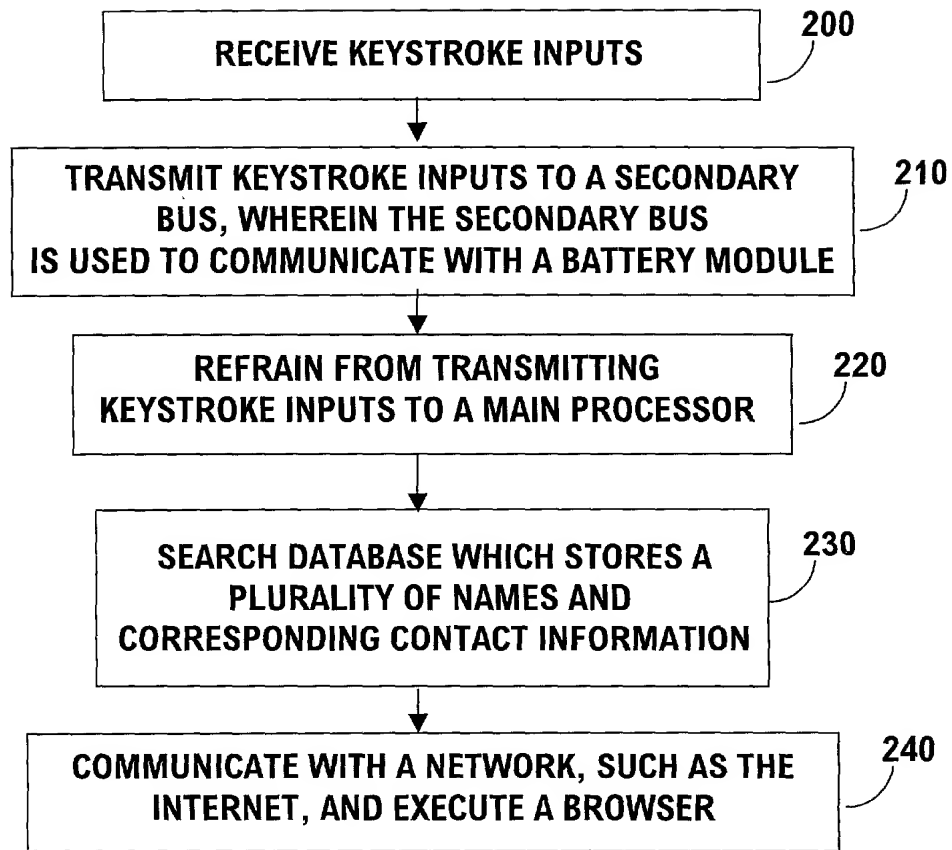 RECEIVE KEYSTROKE INPUTS
200
TRANSMIT KEYSTROKE INPUTS TO A SECONDARY
BUS, WHEREIN THE SECONDARY BUS
IS USED TO COMMUNICATE WITH A BATTERY MODULE
210
REFRAIN FROM TRANSMITTING
KEYSTROKE INPUTS TO A MAIN PROCESSOR
220
SEARCH DATABASE WHICH STORES A
PLURALITY OF NAMES AND
CORRESPONDING CONTACT INFORMATION
230
COMMUNICATE WITH A NETWORK, SUCH AS THE
INTERNET, AND EXECUTE A BROWSER
240